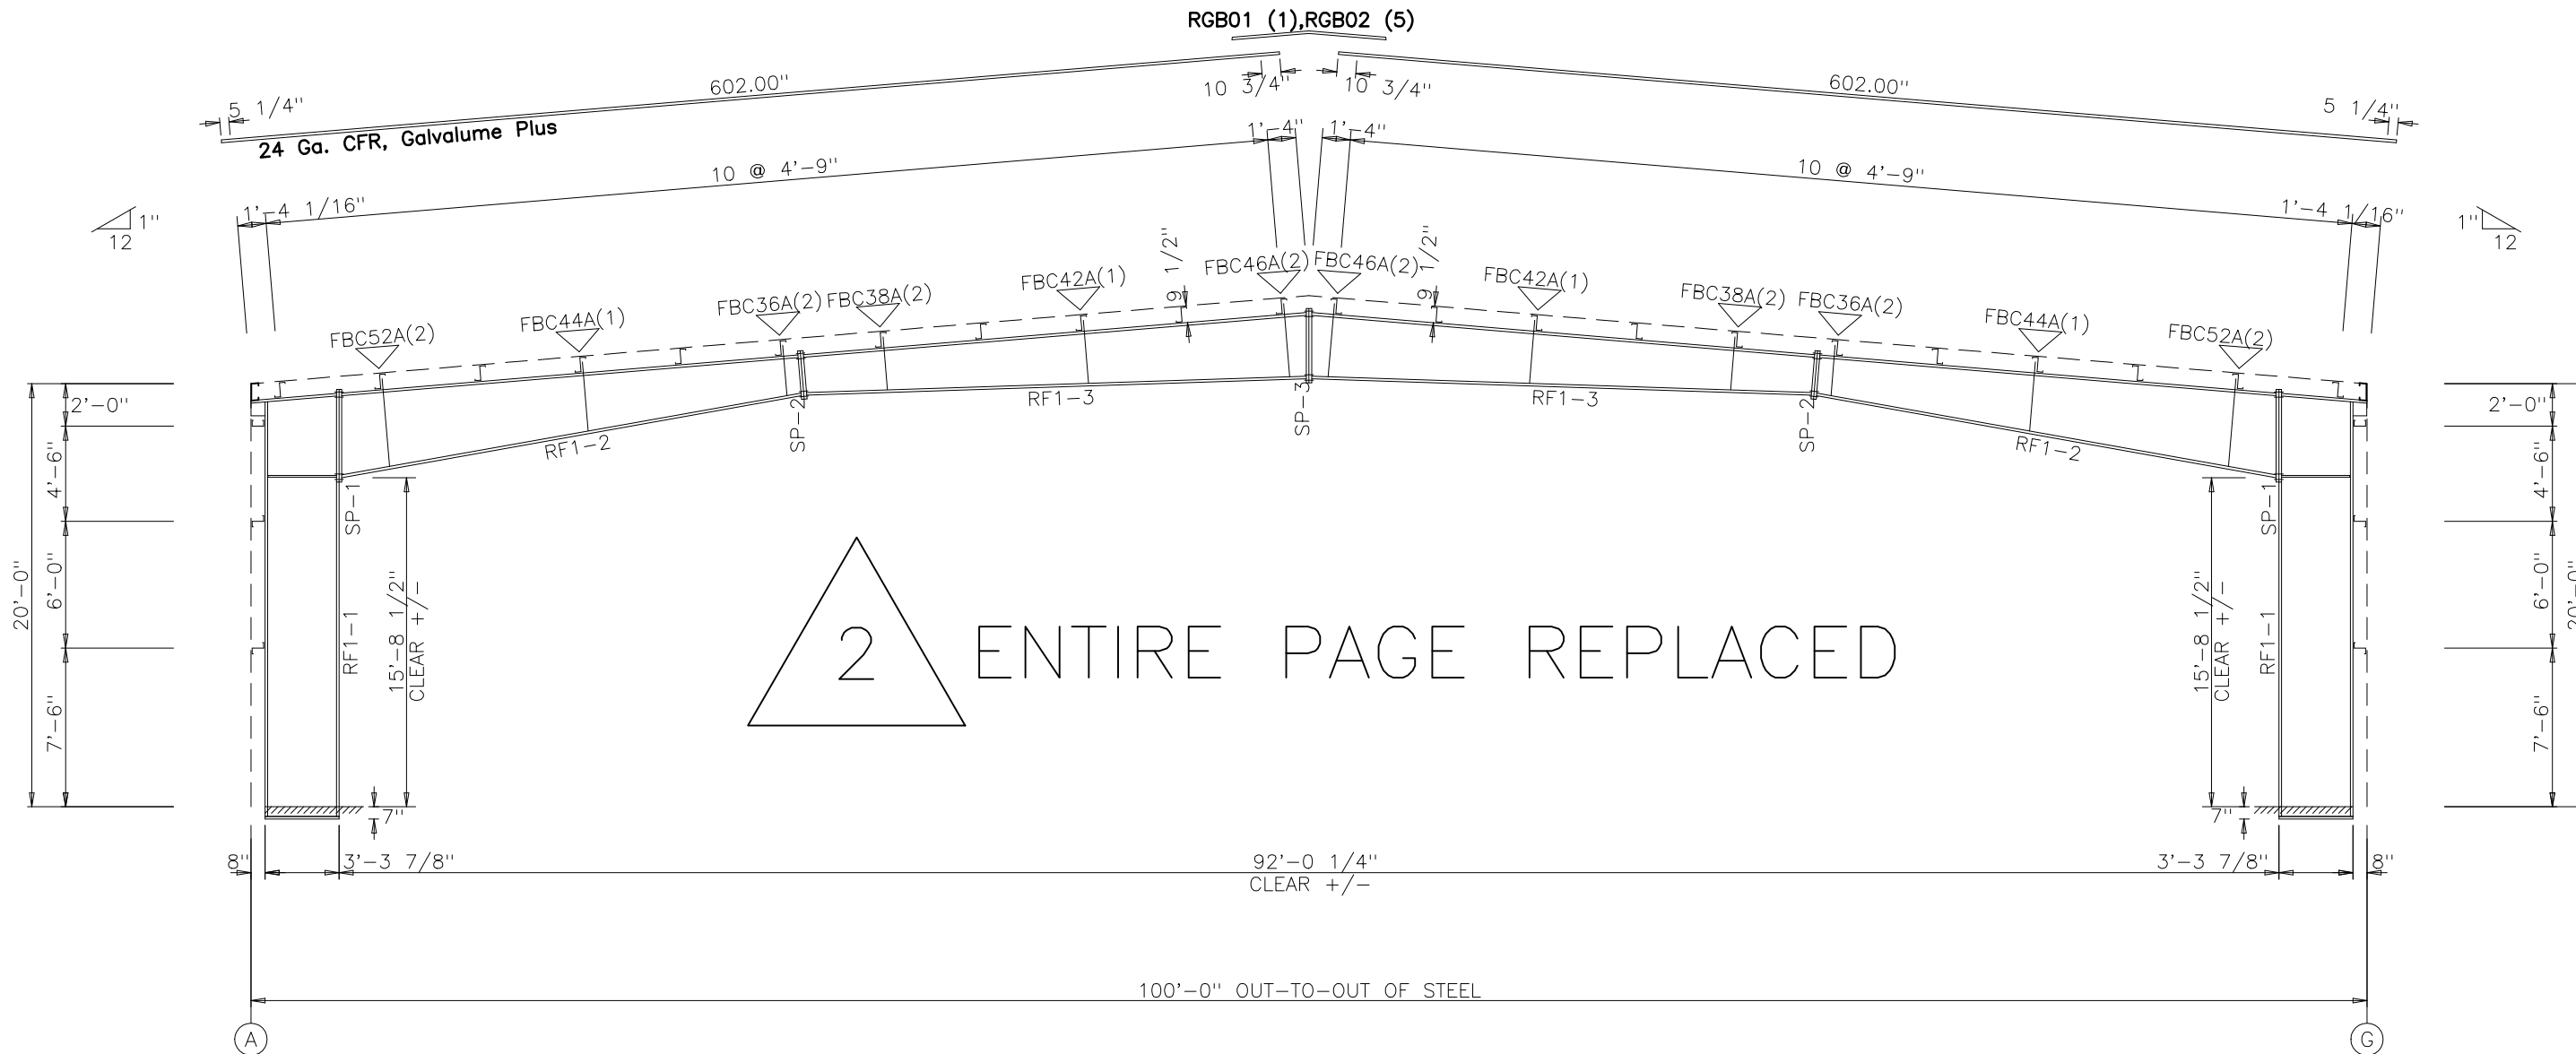 RGB01 (1),RGB02 (5)
602.00"
602.00"
10 3/4"
10 3/4"
5 1/4"
5 1/4"
24 Ga. CFR, Galvalume Plus
1'-4"
1'-4"
10 @ 4'-9"
10 @ 4'-9"
1'-4 1/16"
1'-4 1/16"
1"
12
1"
12
9 1/2"
9 1/2"
FBC52A(2)
FBC44A(1)
FBC36A(2)
FBC38A(2)
FBC42A(1)
FBC46A(2)
FBC46A(2)
FBC42A(1)
FBC38A(2)
FBC36A(2)
FBC44A(1)
FBC52A(2)
RF1-2
SP-2
RF1-3
SP-3
RF1-3
SP-2
RF1-2
2'-0"
4'-6"
6'-0"
7'-6"
20'-0"
SP-1
RF1-1
15'-8 1/2"
CLEAR +/-
7"
2 ENTIRE PAGE REPLACED
2'-0"
4'-6"
6'-0"
7'-6"
20'-0"
SP-1
RF1-1
15'-8 1/2"
CLEAR +/-
7"
8"
3'-3 7/8"
92'-0 1/4"
CLEAR +/-
3'-3 7/8"
8"
100'-0" OUT-TO-OUT OF STEEL
A
G